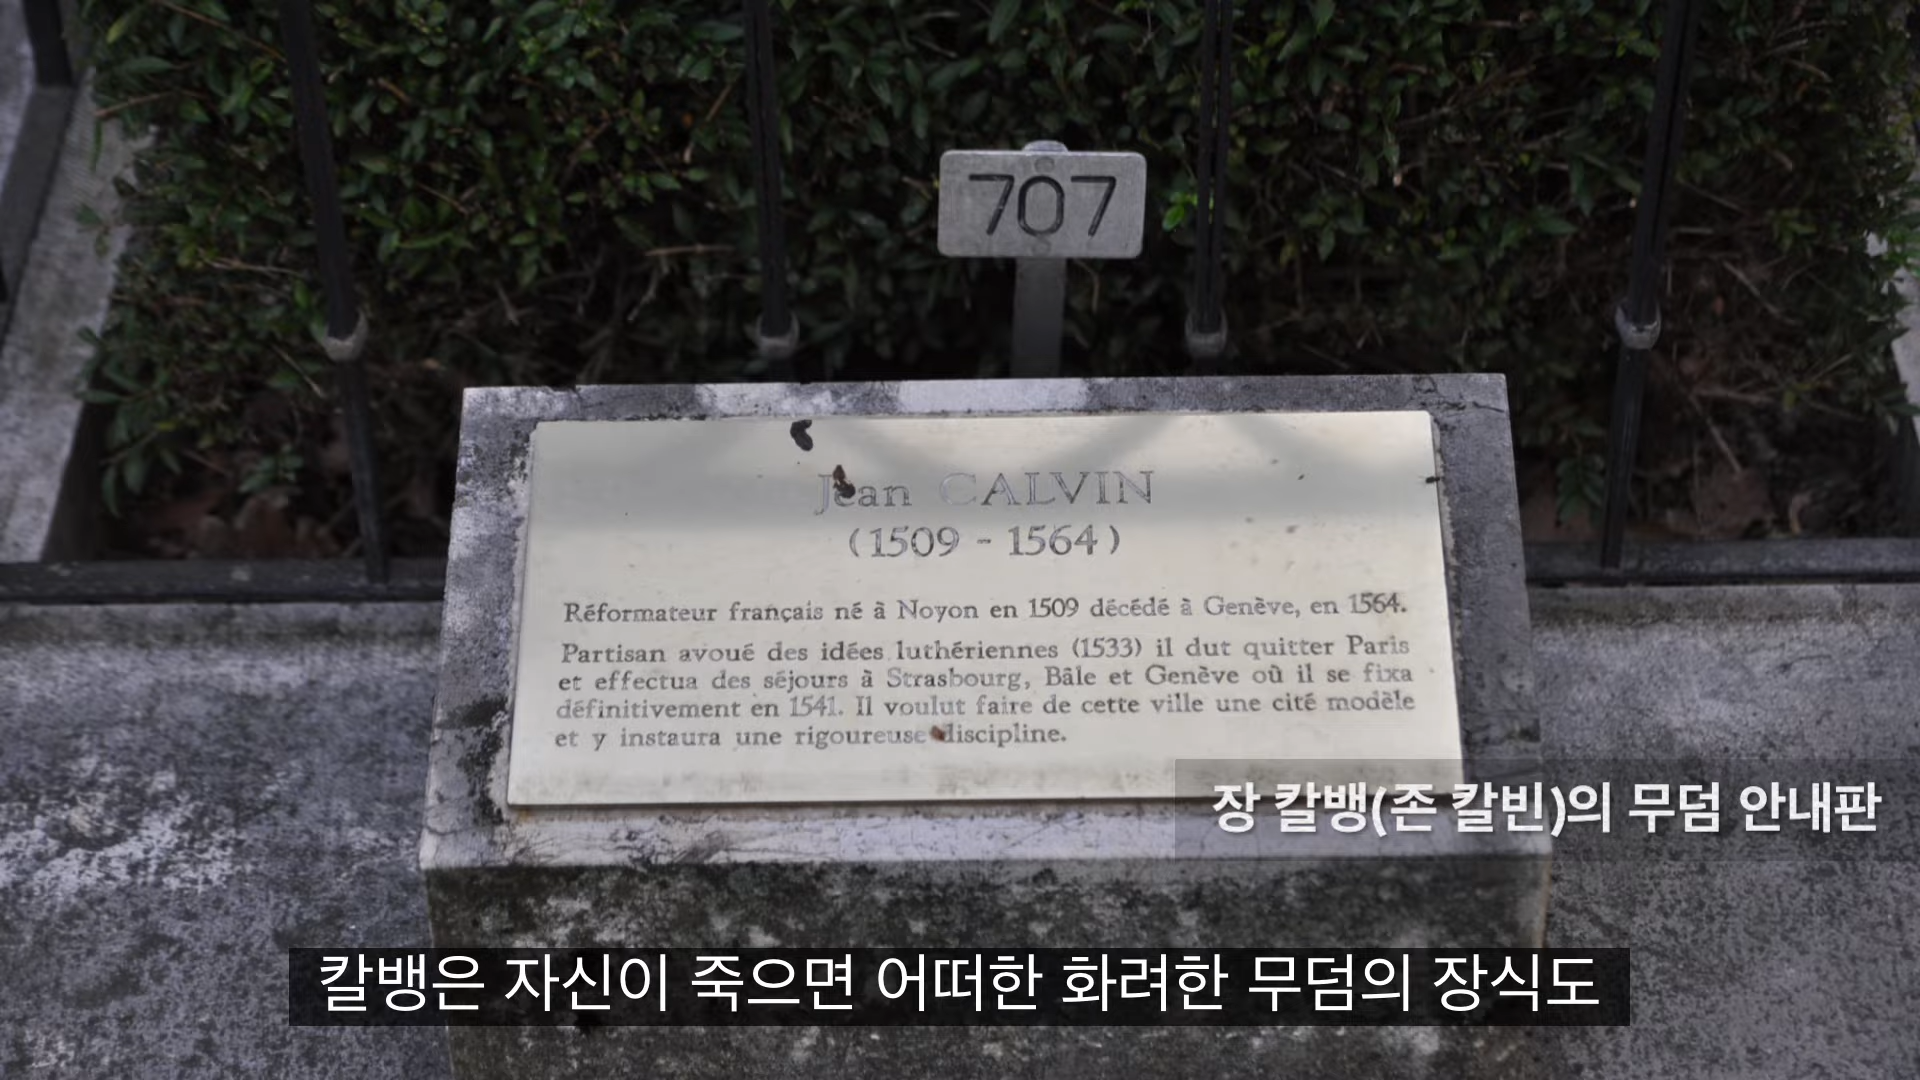 707
Jean CALVIN
(1509 - 1564)
Réformateur français né à Noyon en 1509 décédé à Genève, en 1564.
Partisan avoué des idées luthériennes (1533) il dut quitter Paris
et effectua des séjours à Strasbourg, Bâle et Genève où il se fixa
définitivement en 1541. Il voulut faire de cette ville une cité modèle
et y instaura une rigoureuse discipline.
장 칼뱅(존 칼빈)의 무덤 안내판
칼뱅은 자신이 죽으면 어떠한 화려한 무덤의 장식도